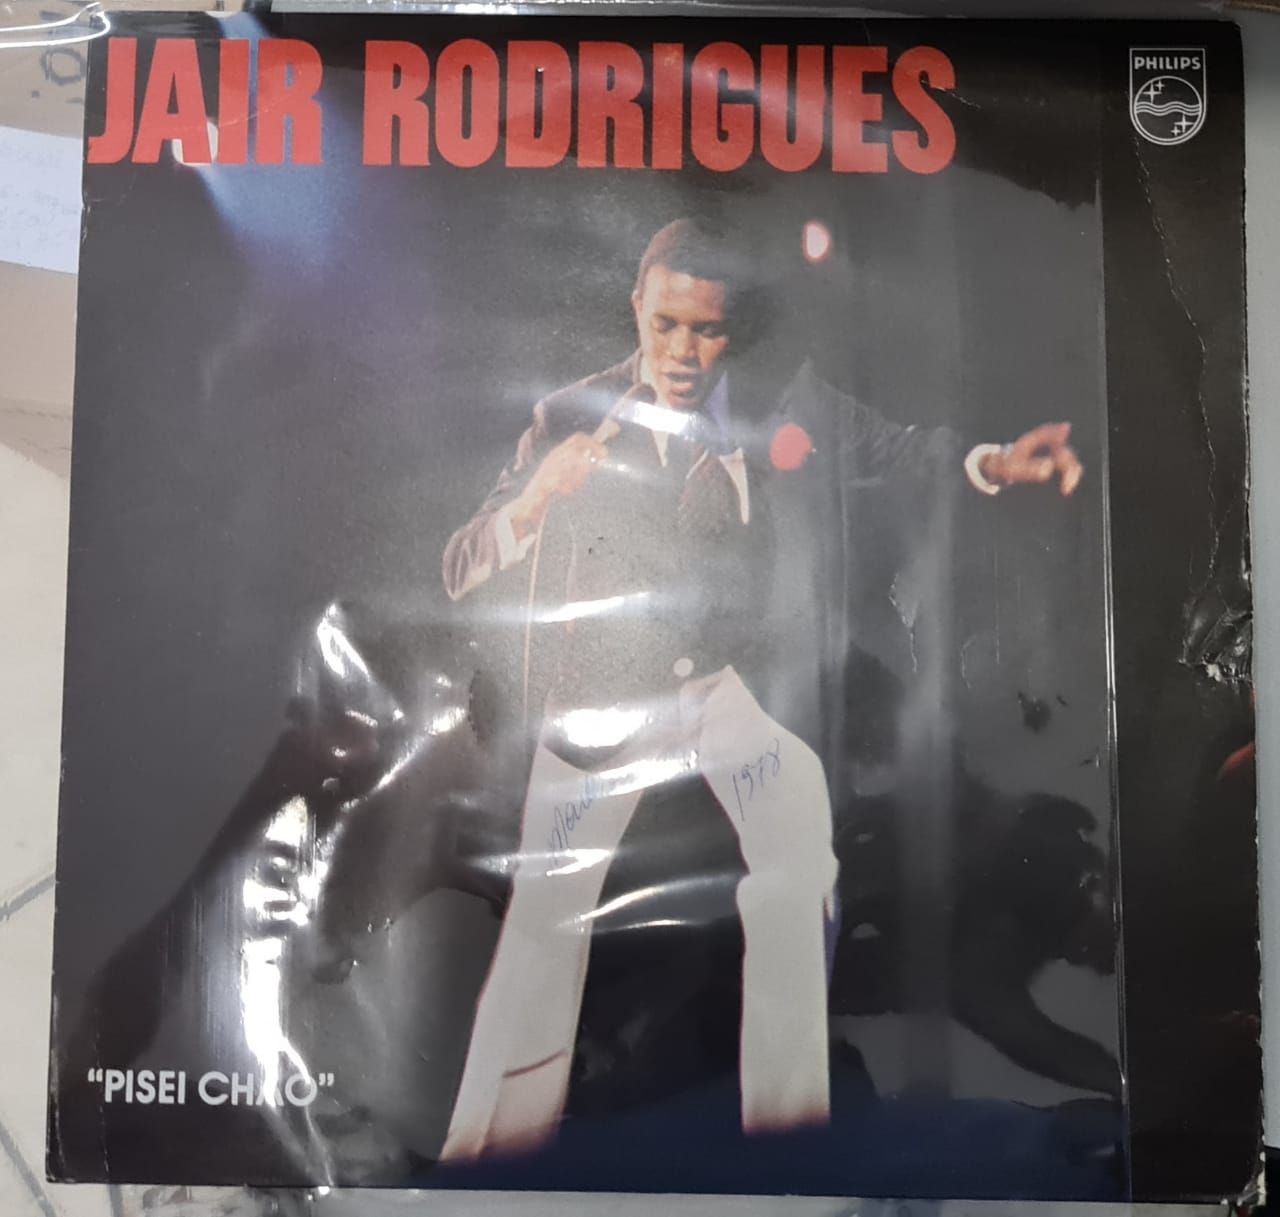 JAIR RODRIGUES
PHILIPS
1978
"PISEI CHÃO"